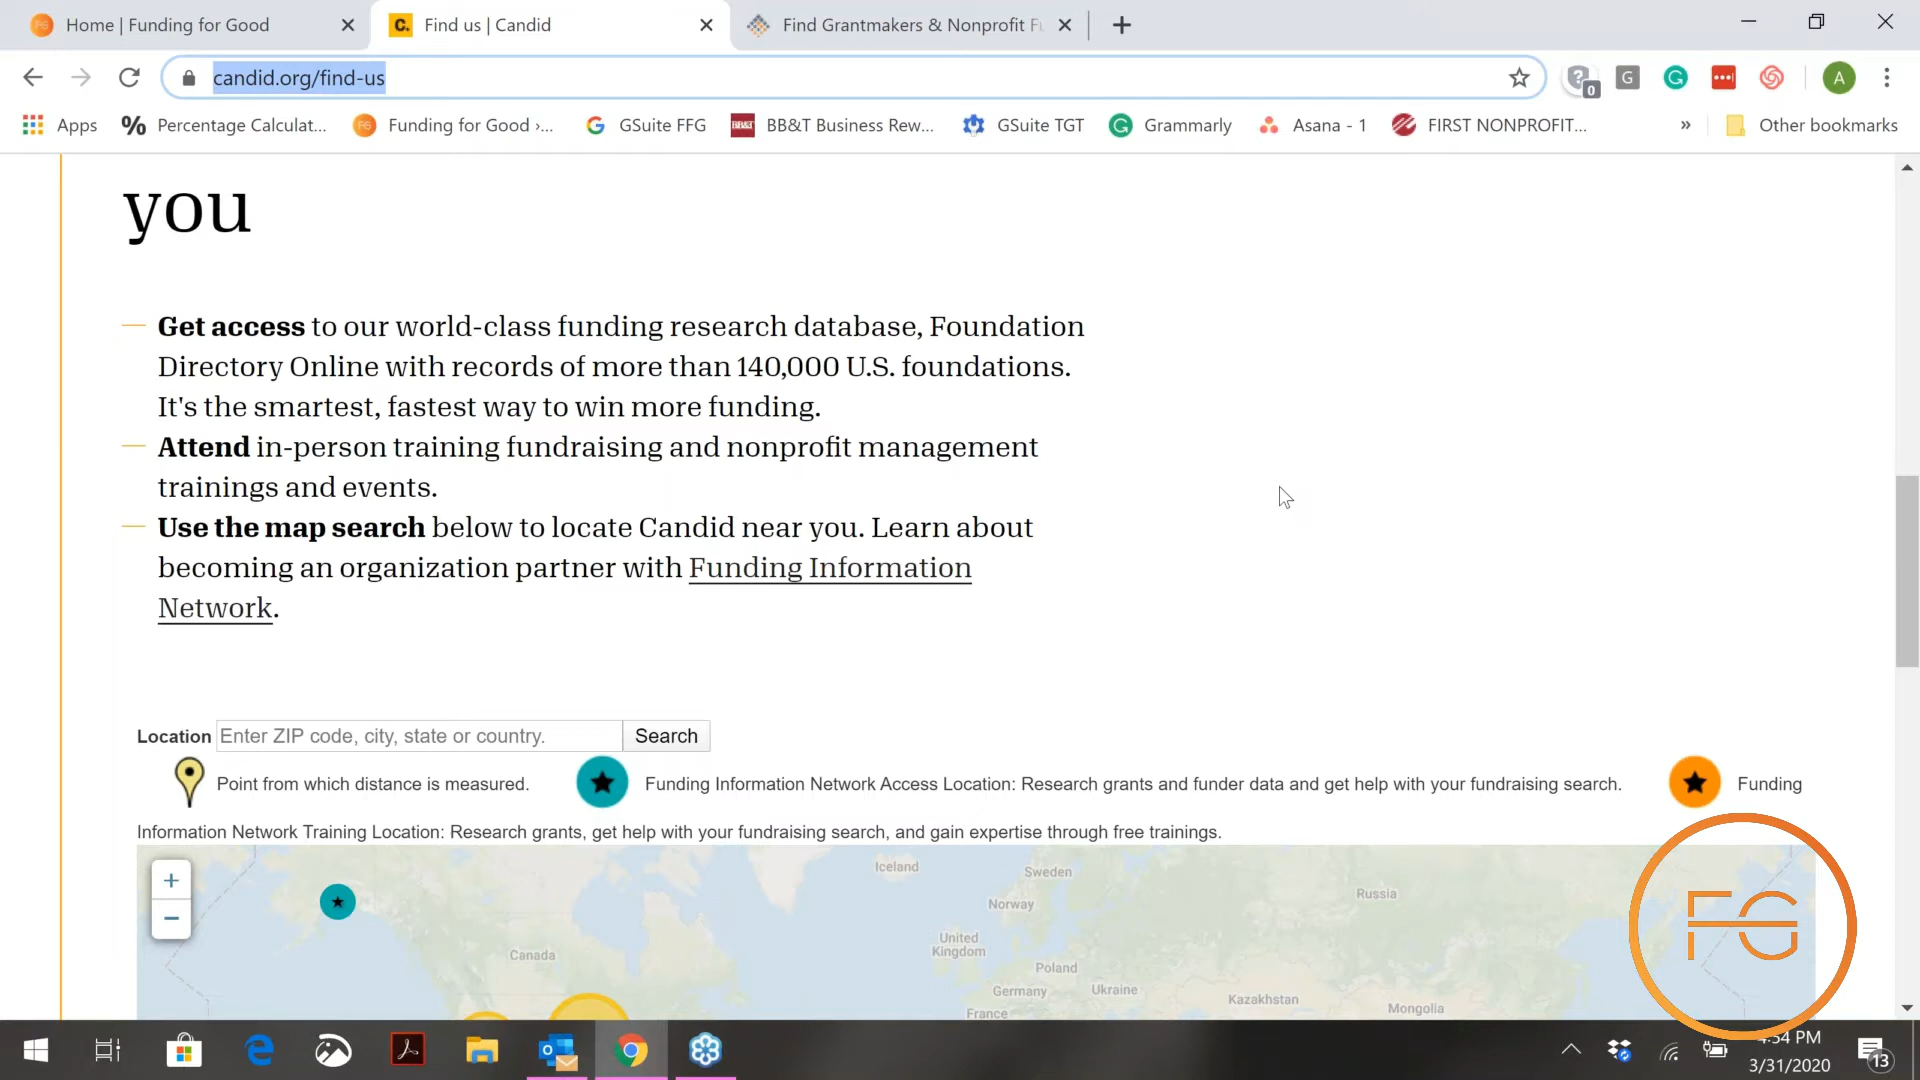 Home | Funding for Good
Find us | Candid
Find Grantmakers & Nonprofit Fu
candid.org/find-us
0
G
A
Apps
Percentage Calculat...
Funding for Good ›...
GSuite FFG
BB&T
BB&T Business Rew...
GSuite TGT
Grammarly
Asana - 1
FIRST NONPROFIT...
»
Other bookmarks
you
Get access to our world-class funding research database, Foundation
Directory Online with records of more than 140,000 U.S. foundations.
It's the smartest, fastest way to win more funding.
Attend in-person training fundraising and nonprofit management
trainings and events.
Use the map search below to locate Candid near you. Learn about
becoming an organization partner with Funding Information
Network.
Location Enter ZIP code, city, state or country. Search
Point from which distance is measured.
Funding Information Network Access Location: Research grants and funder data and get help with your fundraising search.
Funding
Information Network Training Location: Research grants, get help with your fundraising search, and gain expertise through free trainings.
+
−
Iceland
Sweden
Norway
Russia
United
Kingdom
Canada
Poland
Germany
Ukraine
France
Kazakhstan
Mongolia
FG
4:54 PM
3/31/2020
13